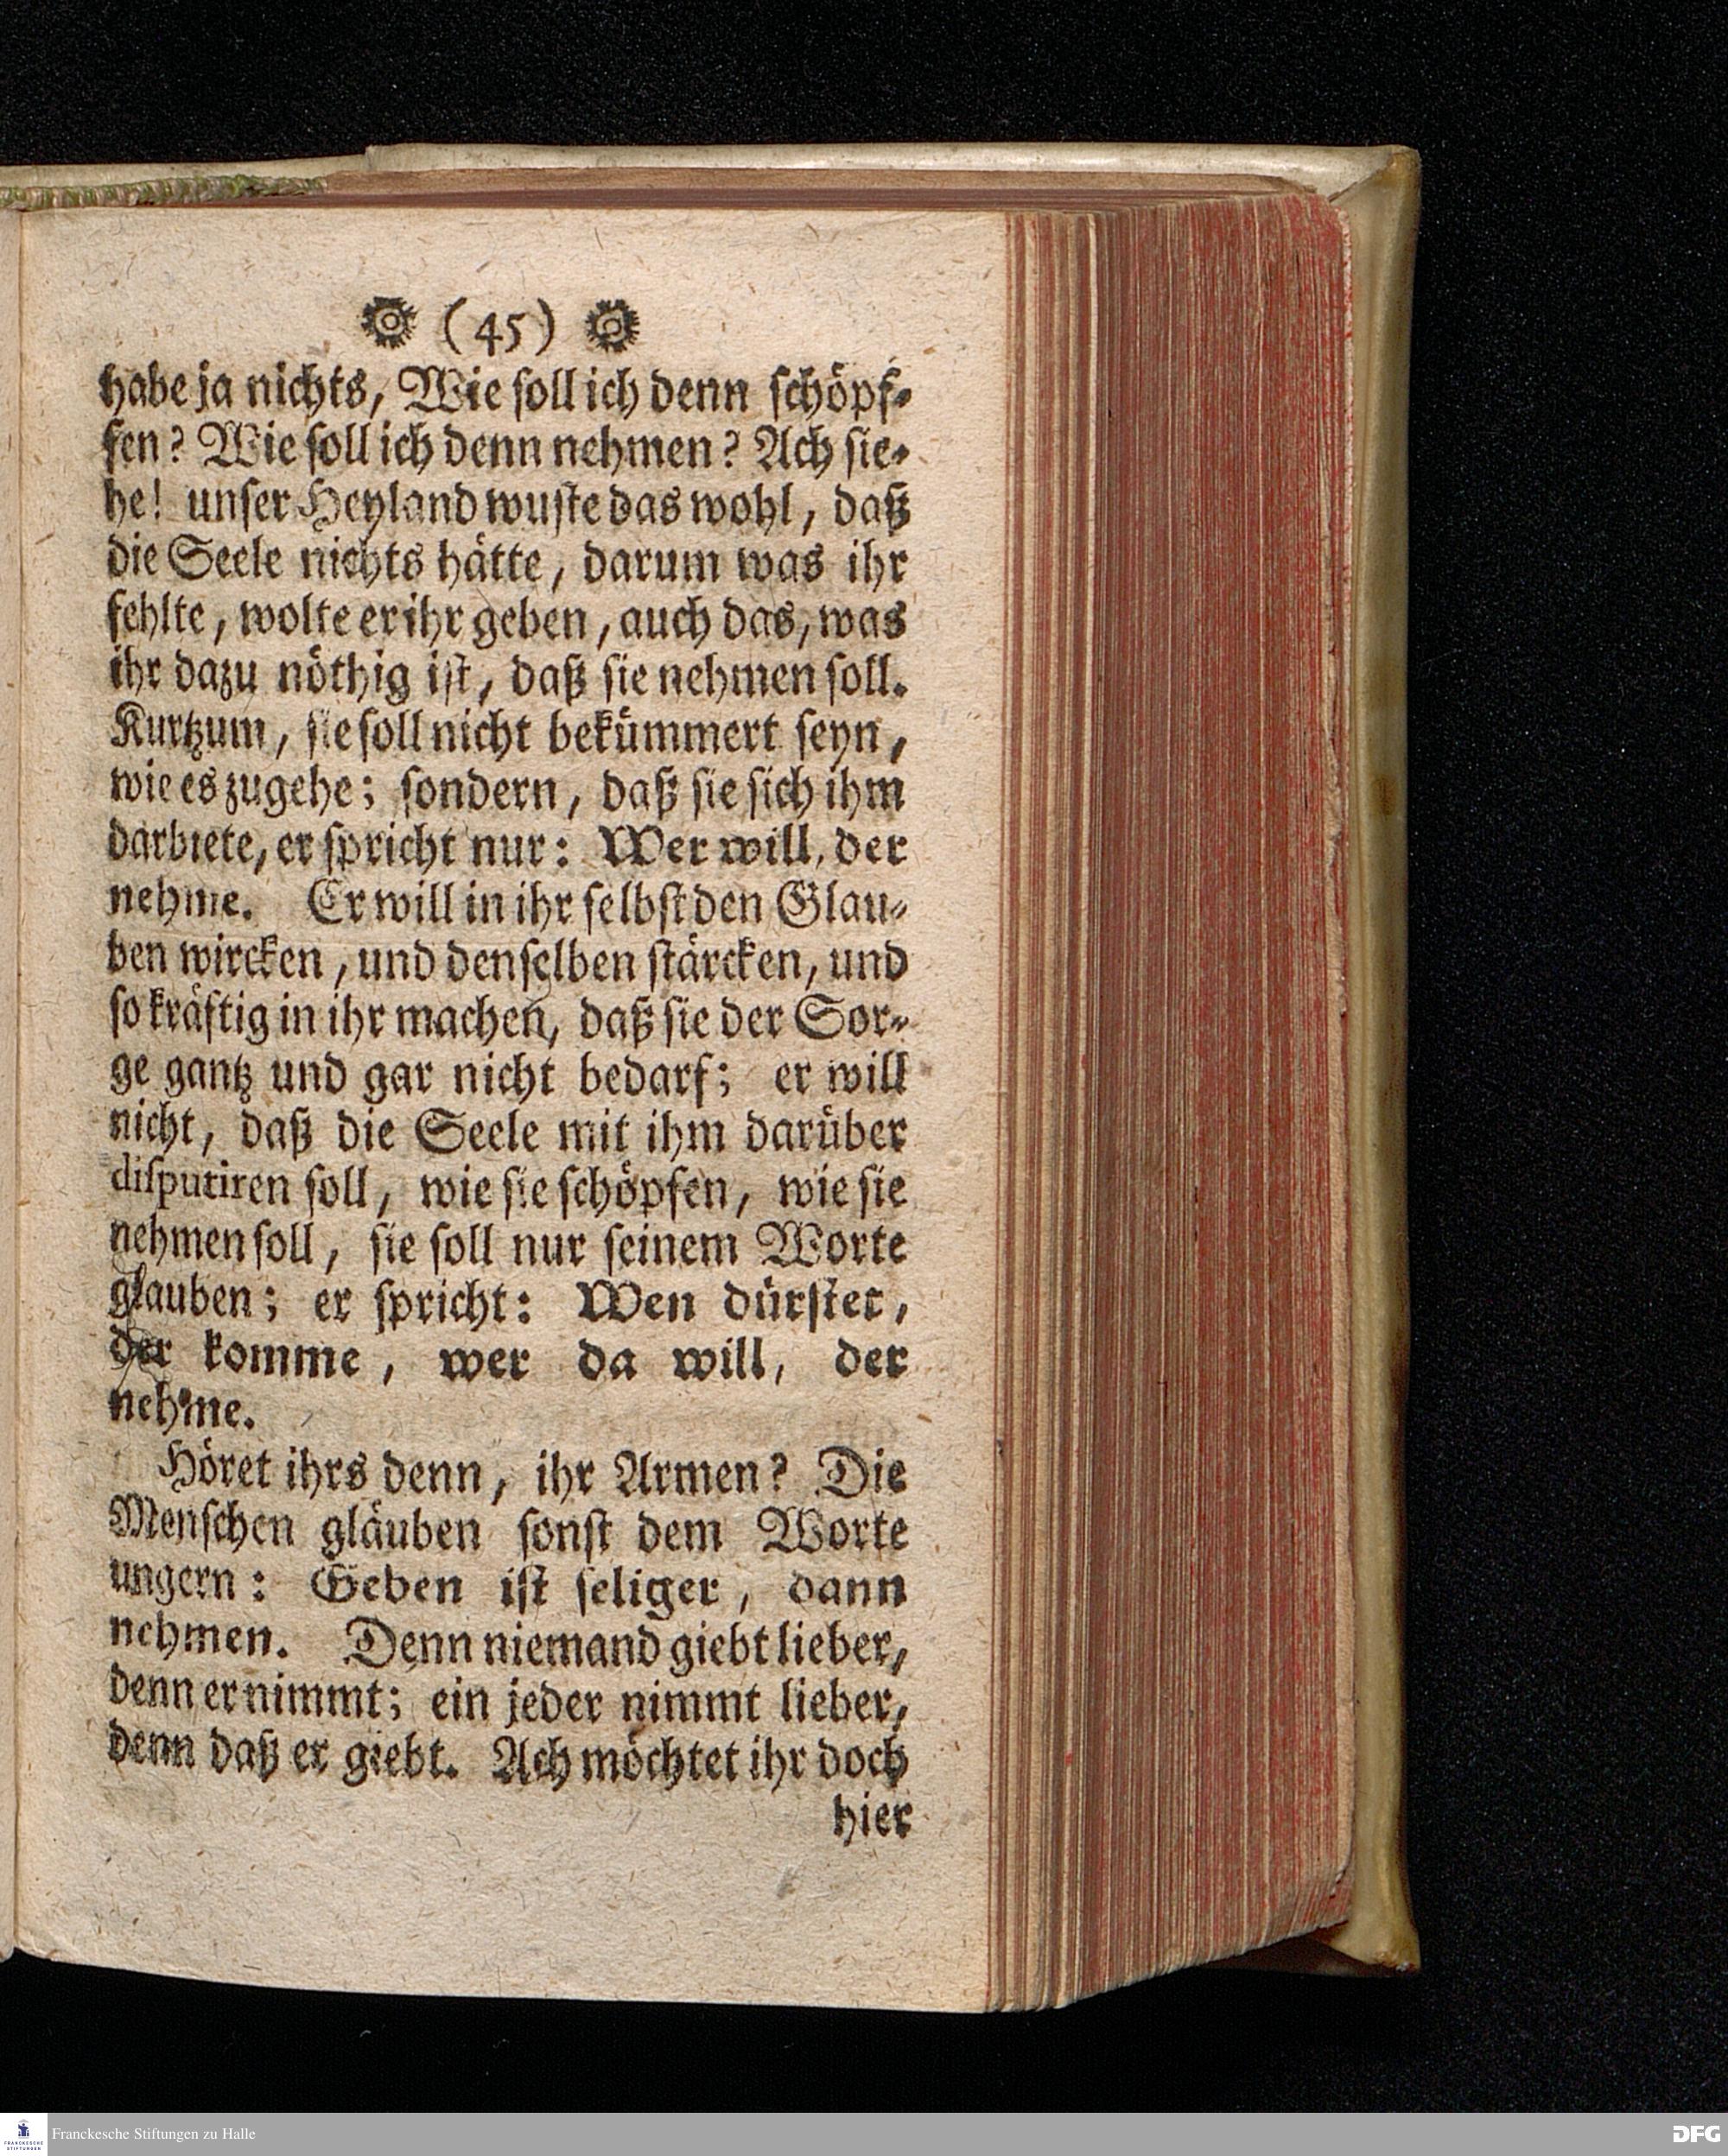 (45)
habe ja nichts, Wie soll ich denn schöpf-
fen? Wie soll ich denn nehmen? Ach sie-
he! unser Heyland wuste das wohl, daß
die Seele nichts hätte, darum was ihr
fehlte, wolte er ihr geben, auch das, was
ihr dazu nöthig ist, daß sie nehmen soll.
Kurtzum, sie soll nicht bekümmert seyn,
wie es zugehe; sondern, daß sie sich ihm
darbiete, er spricht nur: Wer will, der
nehme. Er will in ihr selbst den Glau-
ben wircken, und denselben stärcken, und
so kräftig in ihr machen, daß sie der Sor-
ge gantz und gar nicht bedarf; er will
nicht, daß die Seele mit ihm darüber
disputiren soll, wie sie schöpfen, wie sie
nehmen soll, sie soll nur seinem Worte
glauben; er spricht: Wen dürstet,
der komme, wer da will, der
nehme.
Höret ihrs denn, ihr Armen? Die
Menschen gläuben sonst dem Worte
ungern: Geben ist seliger, dann
nehmen. Denn niemand giebt lieber,
denn er nimmt; ein jeder nimmt lieber,
denn daß er giebt. Ach möchtet ihr doch
hier
FRANCKESCHE STIFTUNGEN
Franckesche Stiftungen zu Halle
DFG